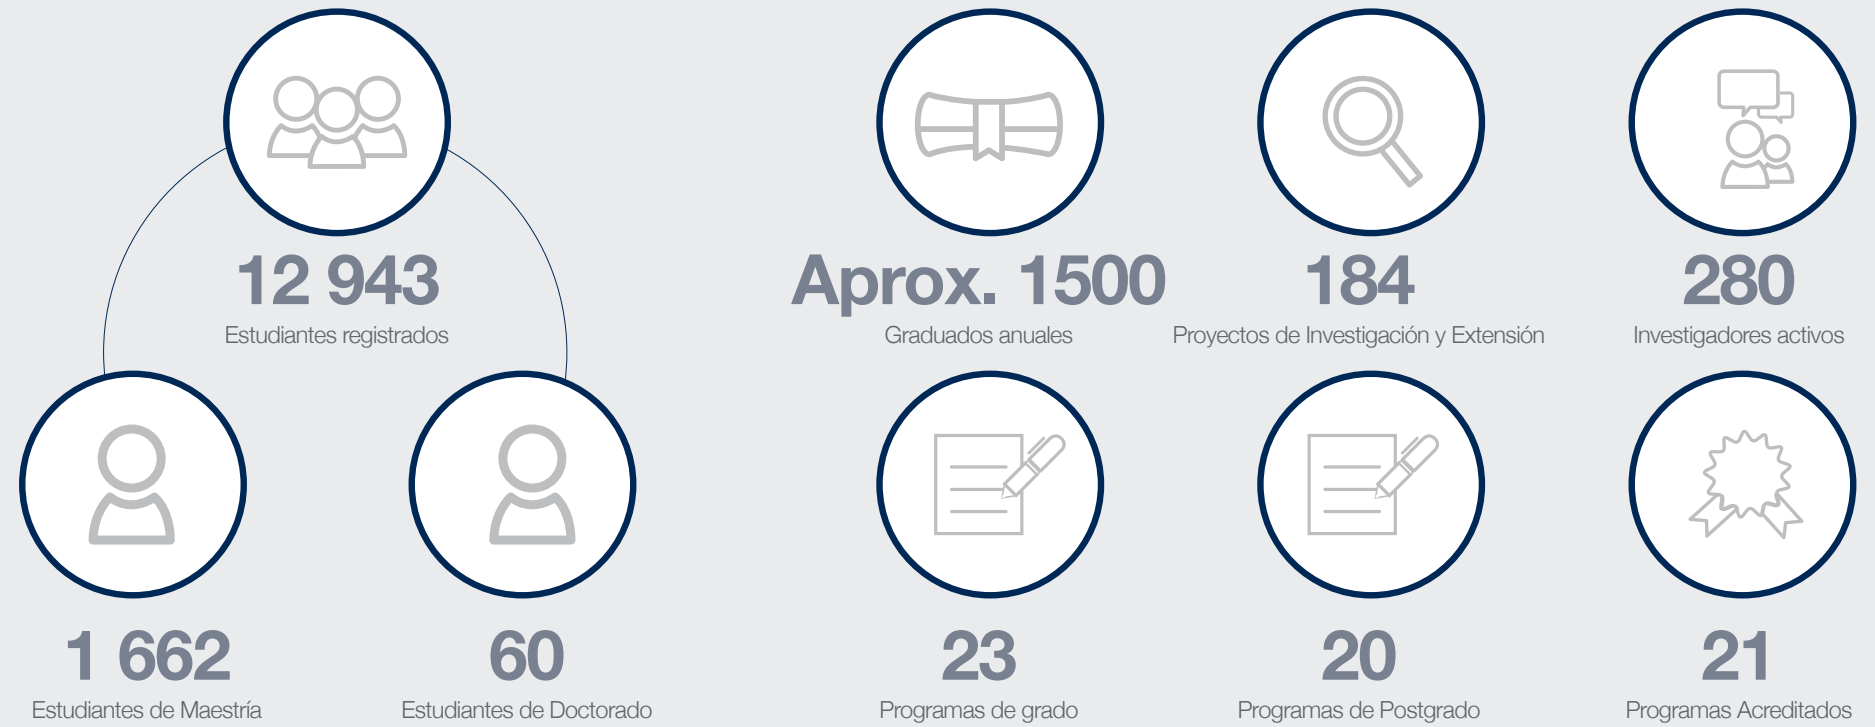 12 943
Estudiantes registrados
1 662
Estudiantes de Maestría
60
Estudiantes de Doctorado
Aprox. 1500
Graduados anuales
184
Proyectos de Investigación y Extensión
280
Investigadores activos
23
Programas de grado
20
Programas de Postgrado
21
Programas Acreditados